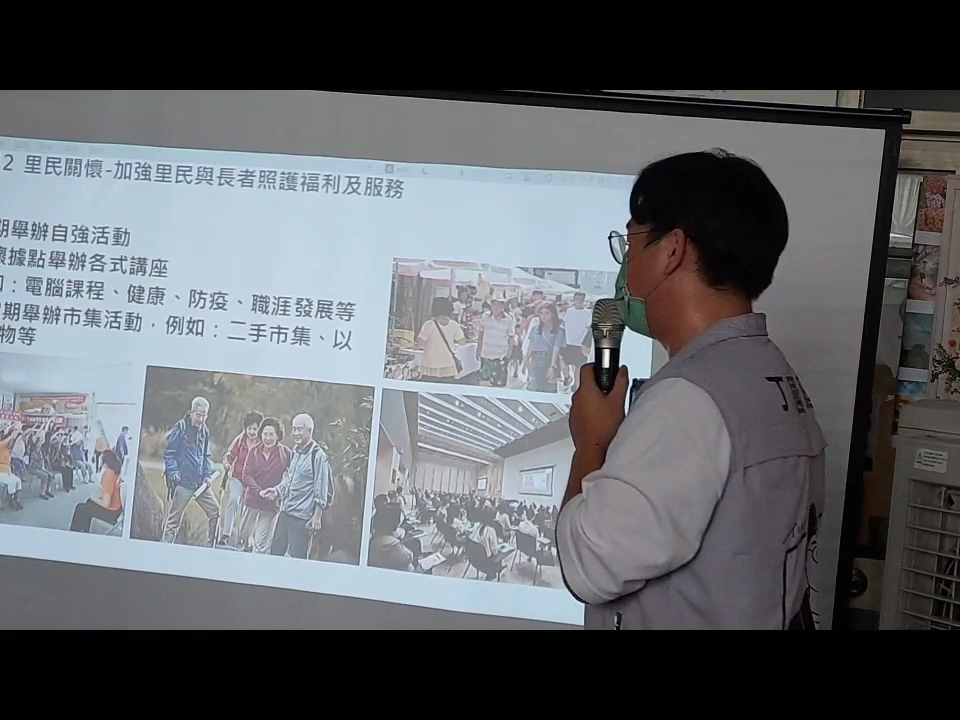 .2 里民關懷-加強里民與長者照護福利及服務
期舉辦自強活動
懷據點舉辦各式講座
如：電腦課程、健康、防疫、職涯發展等
期舉辦市集活動，例如：二手市集、以
物等
丁